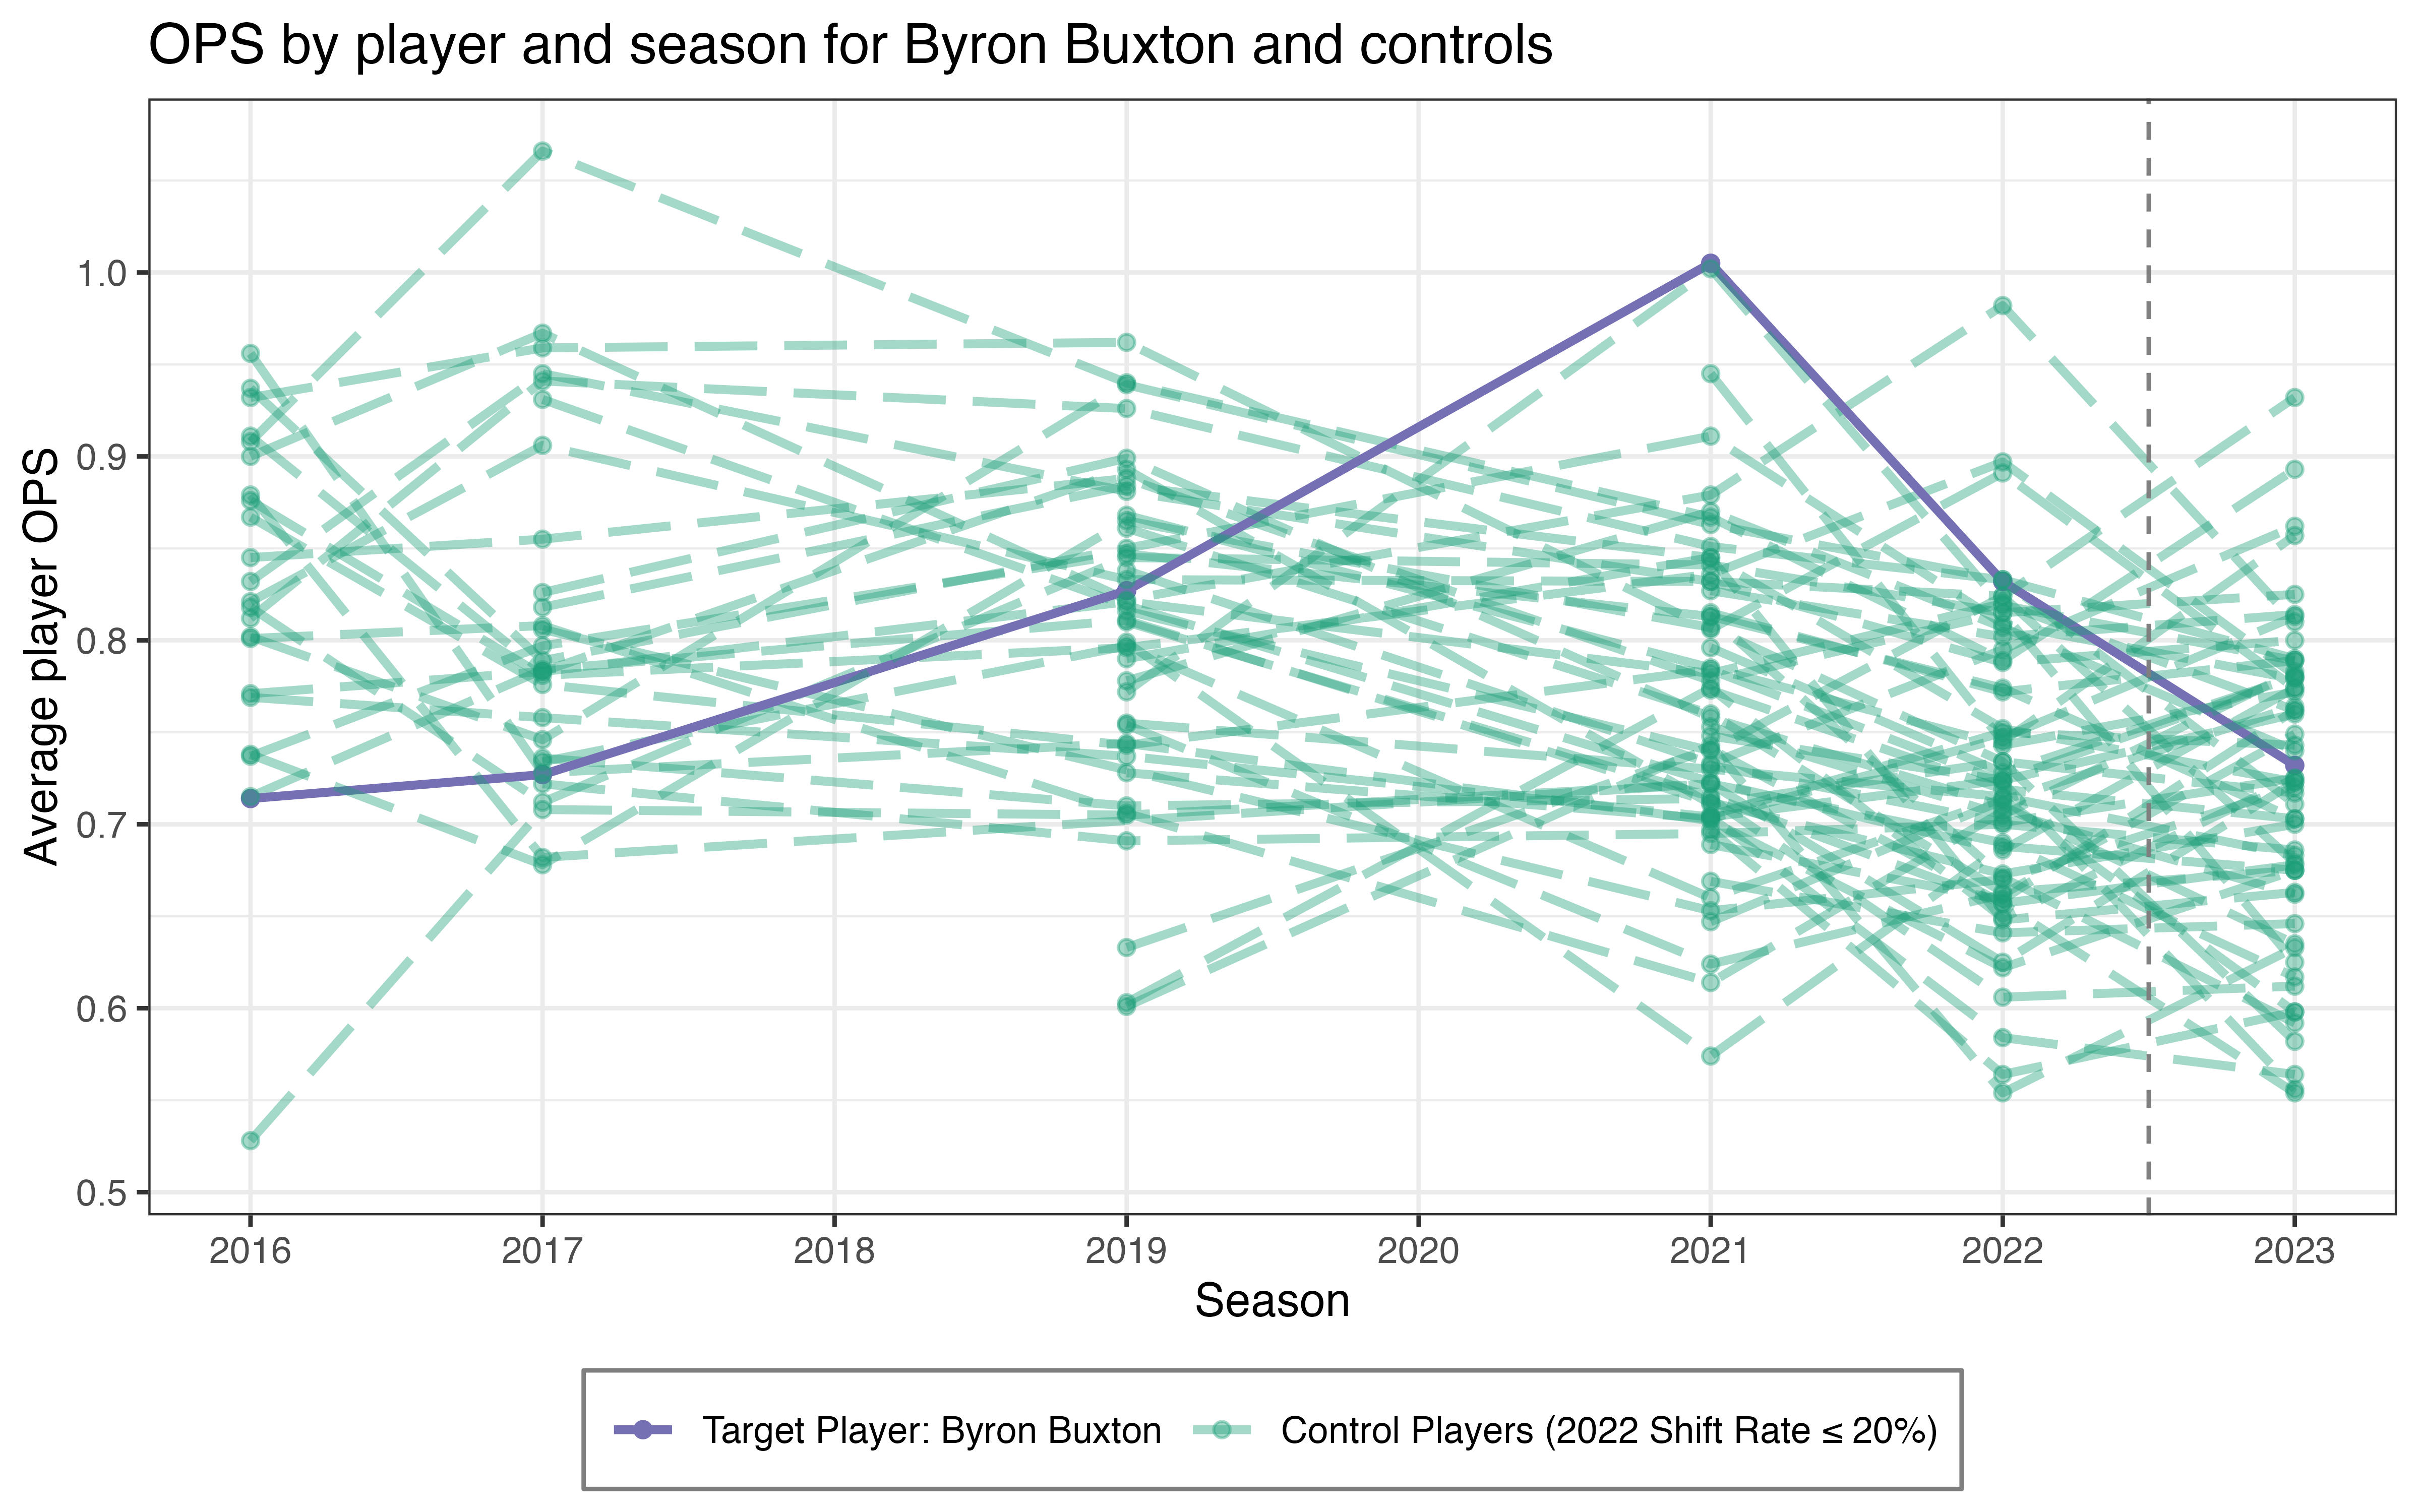 OPS by player and season for Byron Buxton and controls
Average player OPS
1.0
0.9
0.8
0.7
0.6
0.5
2016 2017 2018 2019 2020 2021 2022 2023
Season
Target Player: Byron Buxton Control Players (2022 Shift Rate ≤ 20%)